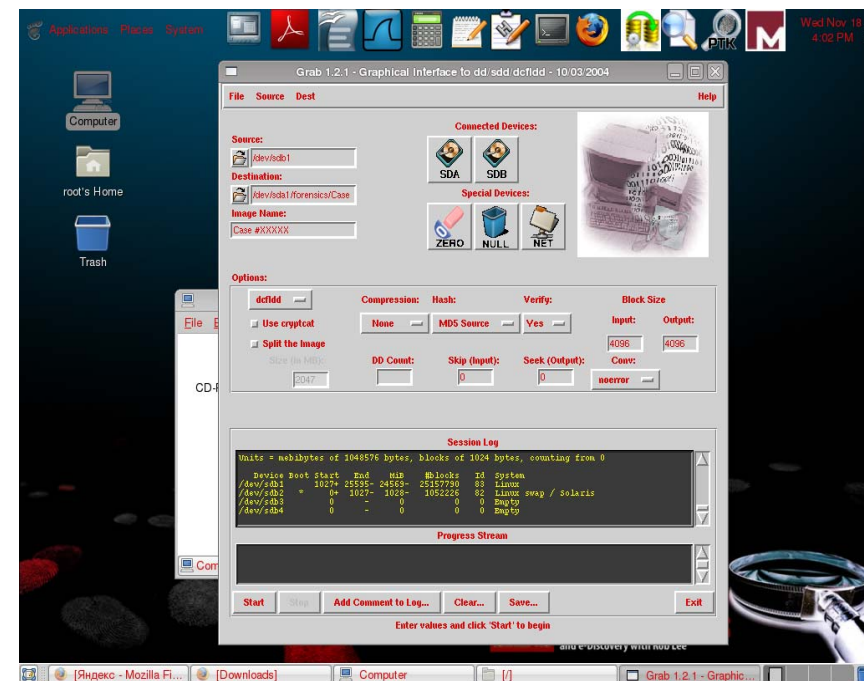 Applications Places System
PTK
Wed Nov 18
4:02 PM
Computer
root's Home
Trash
Grab 1.2.1 - Graphical Interface to dd/sdd/dcfldd - 10/03/2004
File Source Dest Help
Source:
/dev/sdb1
Destination:
/dev/sda1/forensics/Case
Image Name:
Case #XXXXX
Connected Devices:
SDA SDB
Special Devices:
ZERO NULL NET
Options:
dcfldd
Compression: Hash: Verify: Block Size
Use cryptcat
None MD5 Source Yes
Input: Output:
4096 4096
Split the Image
Size (in MB):
2047
DD Count: Skip (Input): Seek (Output): Conv:
0 0 noerror
File E
CD-R
Com
Session Log
Units = mebibytes of 1048576 bytes, blocks of 1024 bytes, counting from 0
Device Boot Start End MiB #blocks Id System
/dev/sdb1 1027+ 25595- 24569- 25157790 83 Linux
/dev/sdb2 * 0+ 1027- 1028- 1052226 82 Linux swap / Solaris
/dev/sdb3 0 - 0 0 0 Empty
/dev/sdb4 0 - 0 0 0 Empty
Progress Stream
Start Stop Add Comment to Log... Clear... Save... Exit
Enter values and click 'Start' to begin
and e-Discovery with Rob Lee
[Яндекс - Mozilla Fi... [Downloads] Computer [/] Grab 1.2.1 - Graphic...